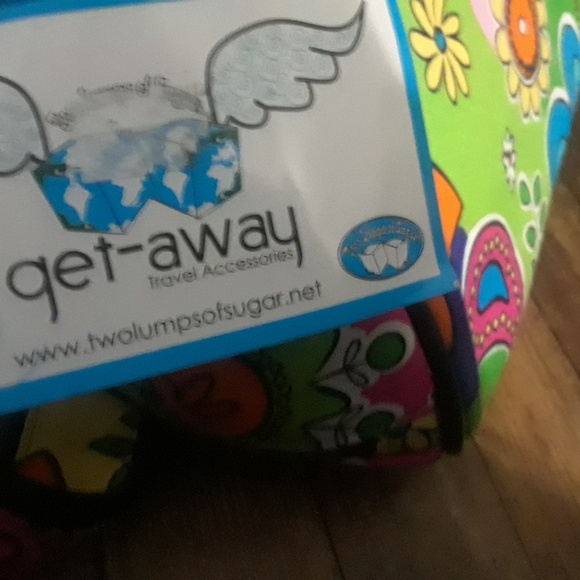 get-away
Travel Accessories
www.twolumpsofsugar.net